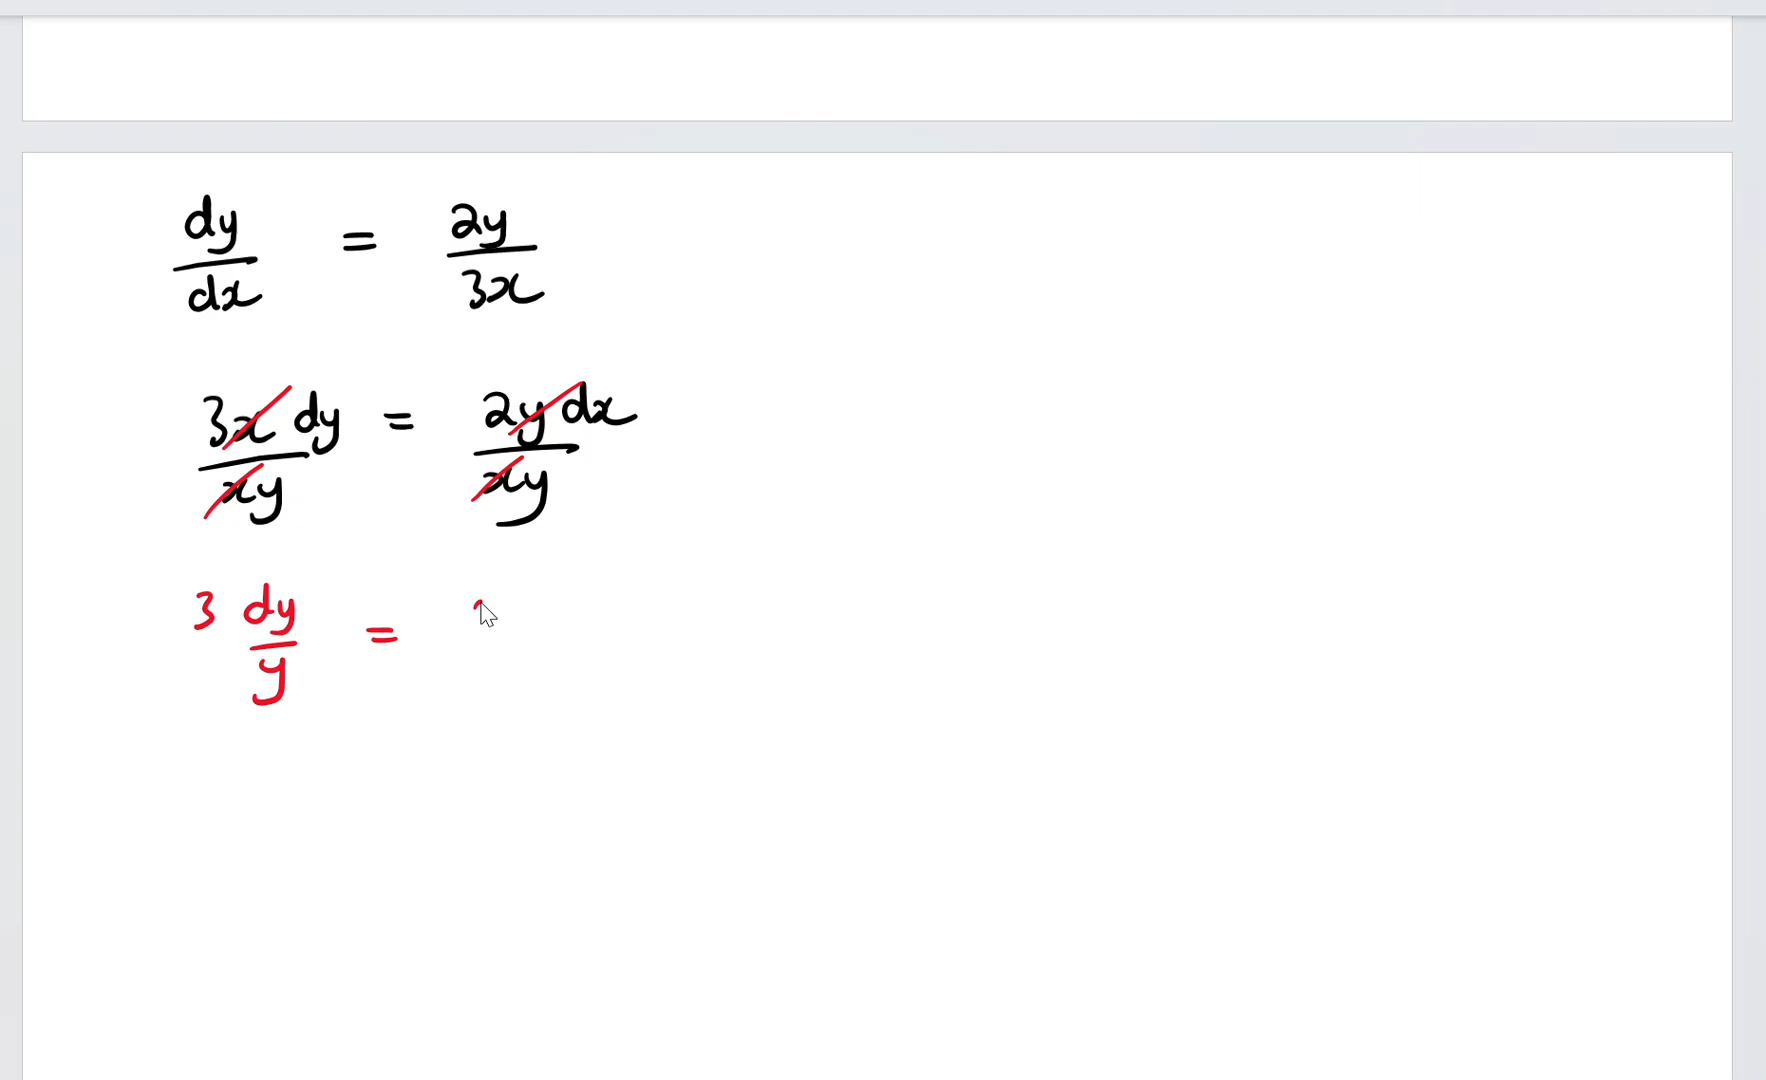 dy/dx = 2y/3x
3x dy/xy = 2y dx/xy
3 dy/y =